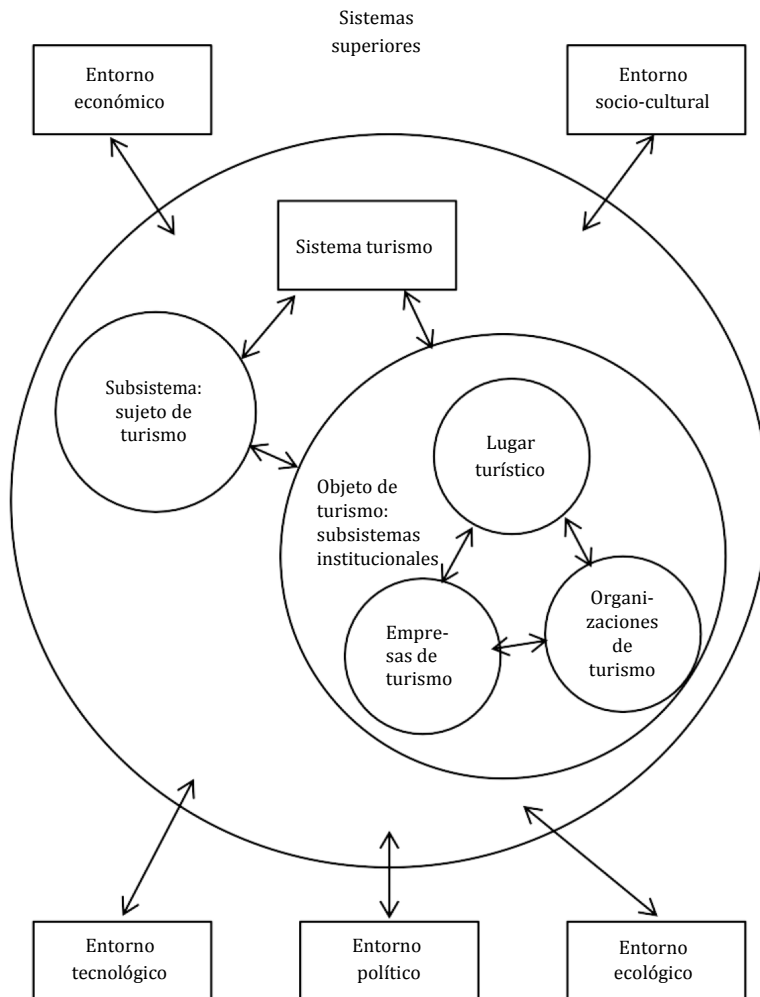 Sistemas
superiores
Entorno
económico
Entorno
socio-cultural
Sistema turismo
Subsistema:
sujeto de
turismo
Lugar
turístico
Objeto de
turismo:
subsistemas
institucionales
Empre-
sas de
turismo
Organi-
zaciones
de
turismo
Entorno
tecnológico
Entorno
político
Entorno
ecológico